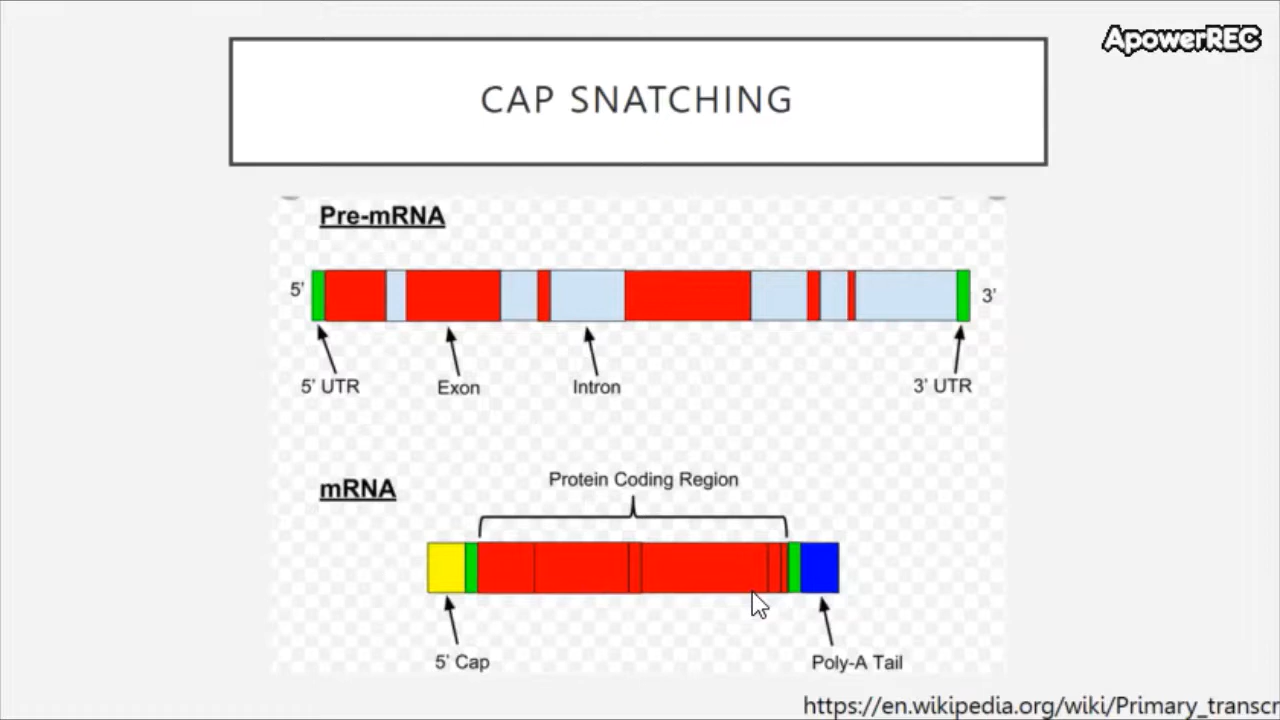 ApowerREC
CAP SNATCHING
Pre-mRNA
5’
3’
5’ UTR
Exon
Intron
3’ UTR
Protein Coding Region
mRNA
5’ Cap
Poly-A Tail
https://en.wikipedia.org/wiki/Primary_transcr